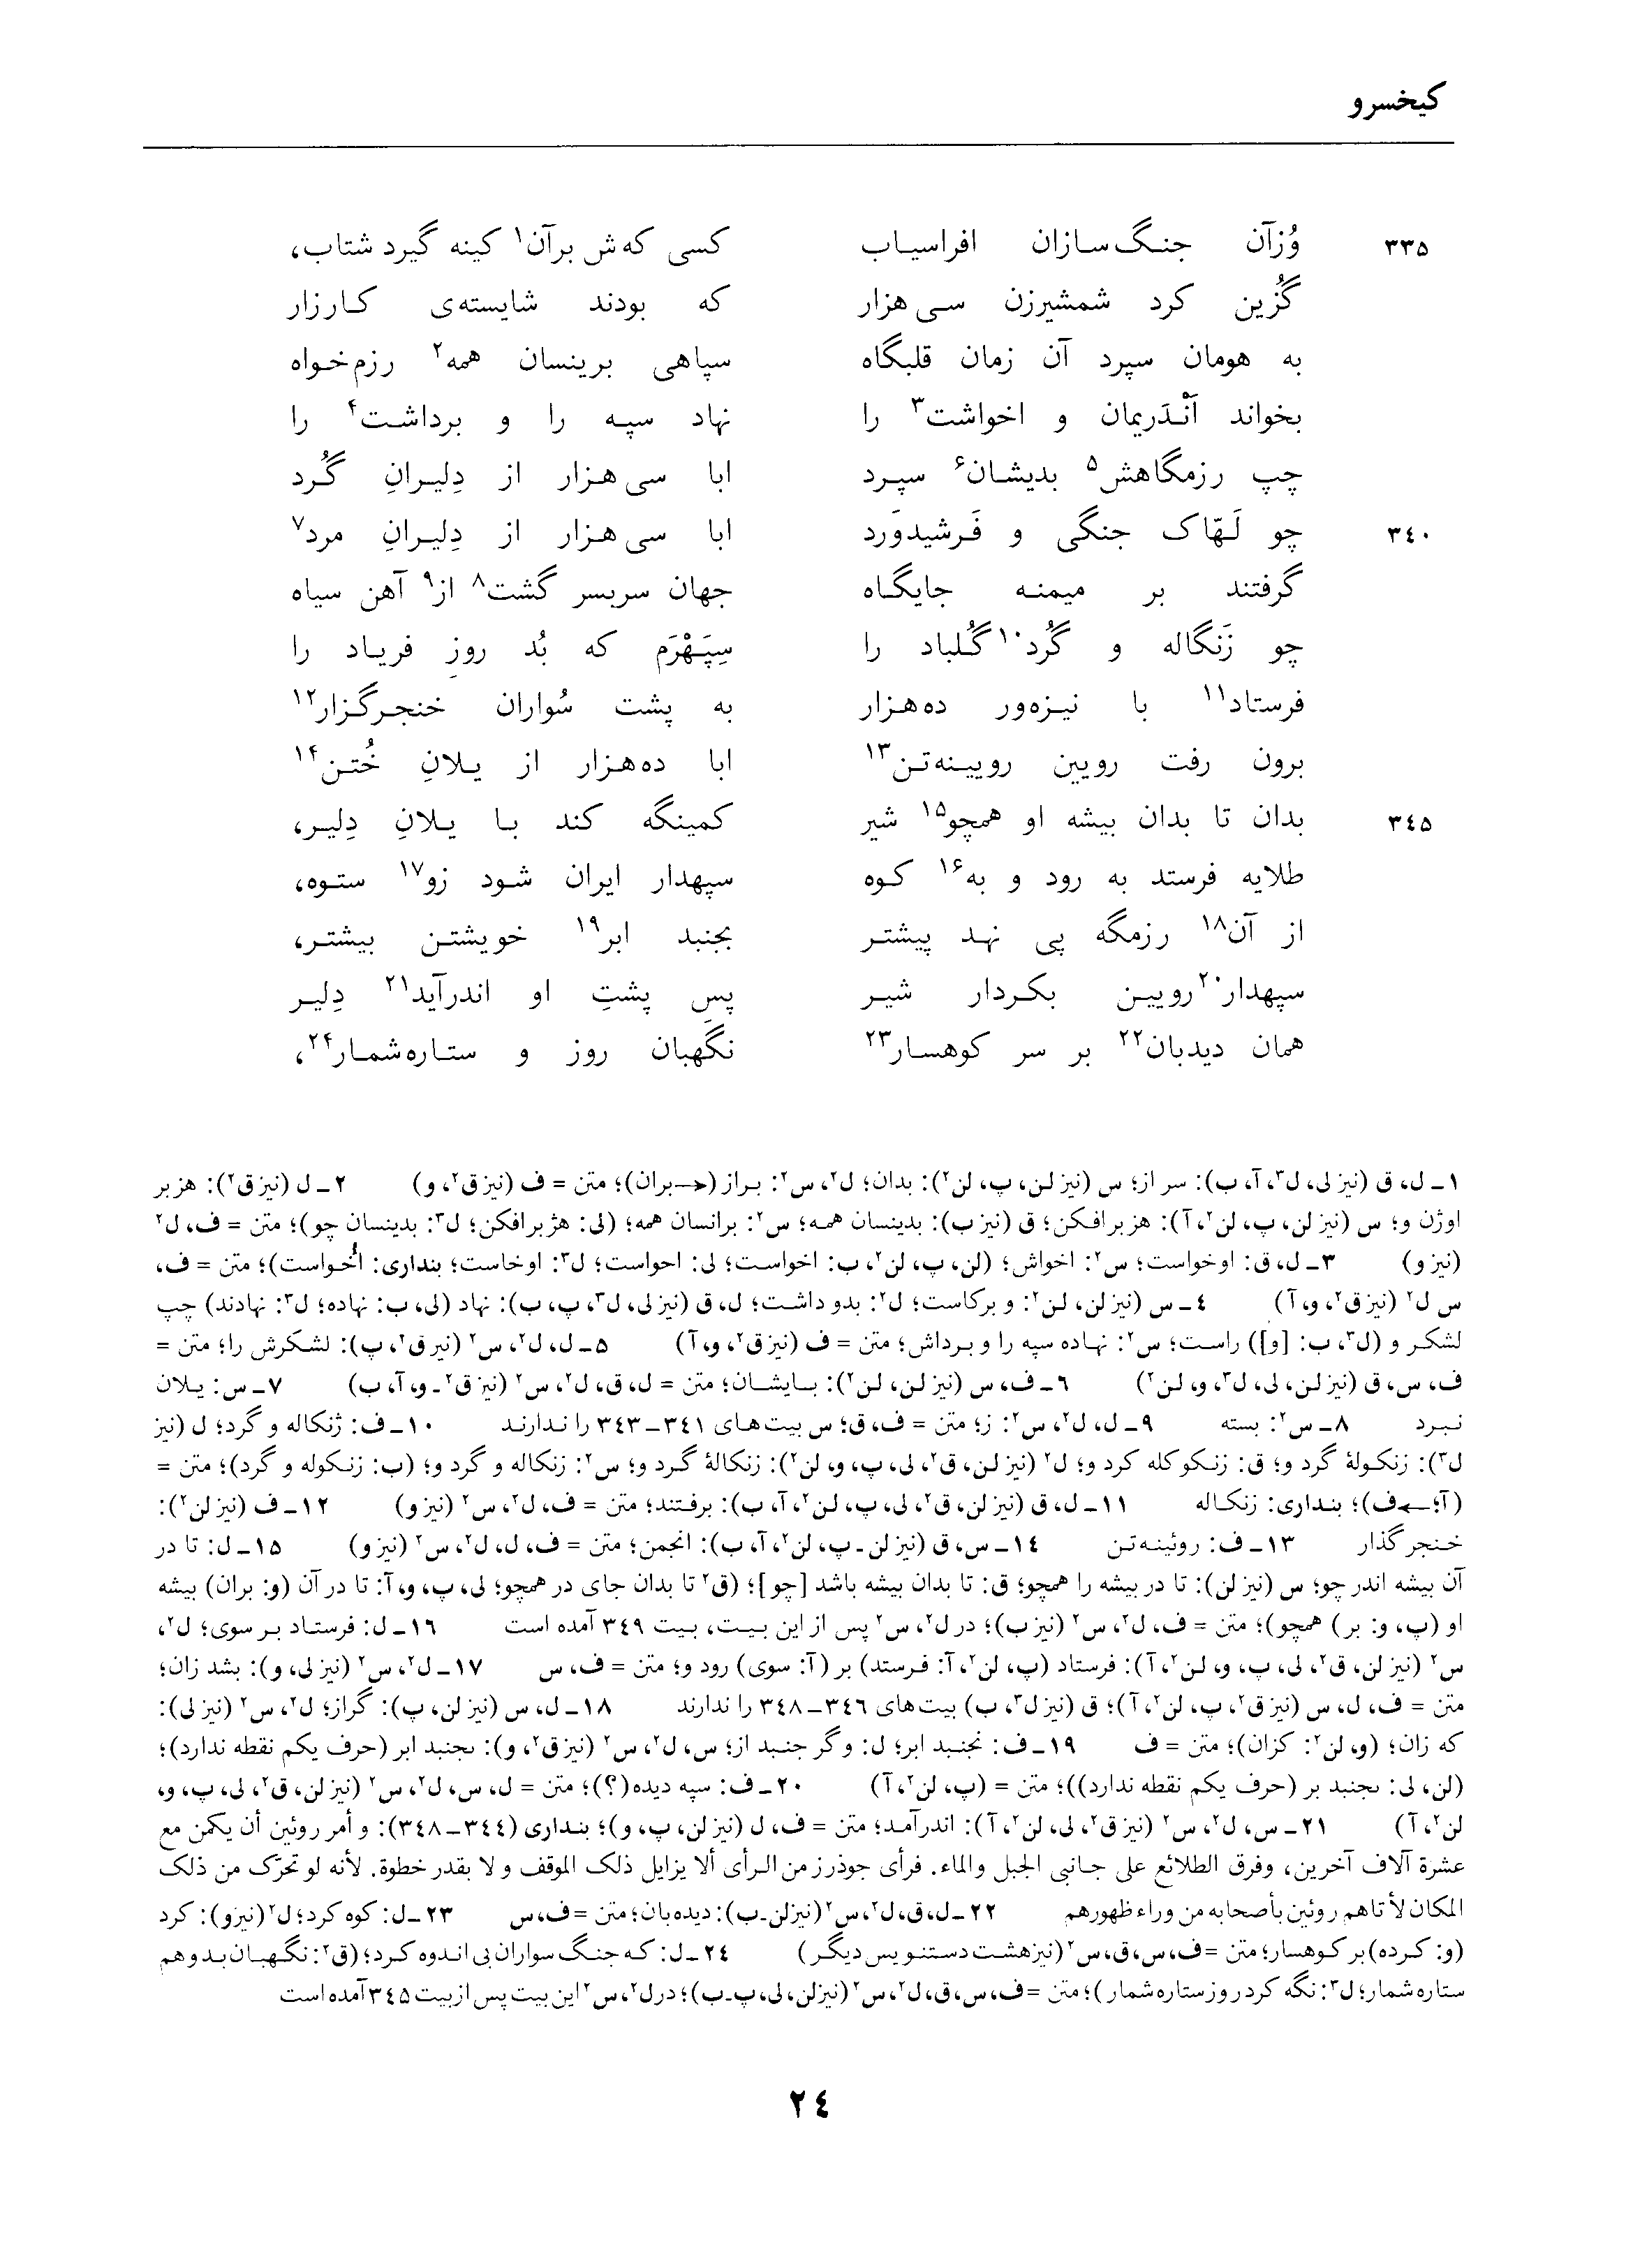 کیخسرو
۳۳۵ وُزآن جنگ‌سازان افراسیاب کسی که‌ش برآن۱ کینه گیرد شتاب،
گُزین کرد شمشیرزن سی‌هزار که بودند شایسته‌ی کارزار
به هومان سپرد آن زمان قلبگاه سپاهی برینسان همه۲ رزم‌خواه
بخواند آنْدَریمان و اخواشت۳ را نهاد سپه را و برداشت۴ را
چپ رزمگاهش۵ بدیشان۶ سپرد ابا سی‌هزار از دِلیرانِ گُرد
۳۴۰ چو لَهّاک جنگی و فَرشیدوَرد ابا سی‌هزار از دِلیرانِ مرد۷
گرفتند بر میمنه جایگاه جهان سربسر گشت۸ از۹ آهن سیاه
چو زَنگاله و گُرد۱۰ گُلباد را سِپَهْرَم که بُد روزِ فریاد را
فرستاد۱۱ با نیزه‌ور ده‌هزار به پشت سُواران خنجرگزار۱۲
برون رفت رویین رویینه‌تن۱۳ ابا ده‌هزار از یلانِ خُتن۱۴
۳۴۵ بدان تا بدان بیشه او همچو۱۵ شیر کمینگه کند با یلانِ دِلیر،
طلایه فرستد به رود و به۱۶ کوه سپهدار ایران شود زو۱۷ ستوه،
از آن۱۸ رزمگه پی نهد پیشتر بجنبد ابر۱۹ خویشتن بیشتر،
سپهدار۲۰ رویین بکردار شیر پسِ پشتِ او اندرآید۲۱ دِلیر
همان دیدبان۲۲ بر سر کوهسار۲۳ نگهبان روز و ستاره‌شمار۲۴،
۱ـ ل، ق (نیز لی، ل۳، آ، ب): سر از؛ س (نیز لن، پ، لن۲): بدان؛ ل۲، س۲: براز (←بران)؛ متن = ف (نیز ق۲، و) ۲ـ ل (نیز ق۲): هزبر
اوژن و؛ س (نیز لن، پ، لن۲، آ): هزبرافکن؛ ق (نیز ب): بدینسان همه؛ س۲: برانسان همه؛ (لی: هژبرافکن؛ ل۳: بدینسان چو)؛ متن = ف، ل۲
(نیز و) ۳ـ ل، ق: اوخواست؛ س۲: اخواش؛ (لن، پ، لن۲، ب: اخواست؛ لی: احواست؛ ل۳: اوخاست؛ بنداری: اُخواست)؛ متن = ف،
س ل۲ (نیز ق۲، و، آ) ٤ـ س (نیز لن، لن۲: و برکاست؛ ل۲: بدو داشت؛ ل، ق (نیز لی، ل۳، پ، ب): نهاد (لی، ب: نهاده؛ ل۳: نهادند) چپ
لشکر و (ل۳، ب: [و]) راست؛ س۲: نهاده سپه را و برداش؛ متن = ف (نیز ق۲، و، آ) ۵ـ ل، ل۲، س۲ (نیر ق۲، پ): لشکرش را؛ متن =
ف، س، ق (نیز لن، لی، ل۳، و، لن۲) ۶ـ ف، س (نیز لن، لن۲): بایشان؛ متن = ل، ق، ل۲، س۲ (نیز ق۲ـ و، آ، ب) ۷ـ س: یلان
نبرد ۸ـ س۲: بسته ۹ـ ل، ل۲، س۲: ز؛ متن = ف، ق؛ س بیت‌های ۳٤۱ـ۳٤۳ را ندارند ۱۰ـ ف: ژنکاله و گرد؛ ل (نیز
ل۳): زنکولهٔ گرد و؛ ق: زنکو کله کرد و؛ ل۲ (نیز لن، ق۲، لی، پ، و، لن۲): زنکالهٔ گرد و؛ س۲: زنکاله و گرد و؛ (ب: زنکوله و گرد)؛ متن =
(آ؛←ف)؛ بنداری: زنکاله ۱۱ـ ل، ق (نیز لن، ق۲، لی، پ، لن۲، آ، ب): برفتند؛ متن = ف، ل۲، س۲ (نیز و) ۱۲ـ ف (نیز لن۲):
خنجر گذار ۱۳ـ ف: روئینه‌تن ۱٤ـ س، ق (نیز لن ـ پ، لن۲، آ، ب): انجمن؛ متن = ف، ل، ل۲، س۲ (نیز و) ۱۵ـ ل: تا در
آن بیشه اندر چو؛ س (نیز لن): تا در بیشه را همچو؛ ق: تا بدان بیشه باشد [چو]؛ (ق۲ تا بدان جای در همچو؛ لی، پ، و، آ: تا در آن (و: بران) بیشه
او (پ، و: بر) همچو)؛ متن = ف، ل۲، س۲ (نیز ب)؛ در ل۲، س۲ پس از این بیت، بیت ۳٤۹ آمده است ۱۶ـ ل: فرستاد بر سوی؛ ل۲،
س۲ (نیز لن، ق۲، لی، پ، و، لن۲، آ): فرستاد (پ، لن۲، آ: فرستد) بر (آ: سوی) رود و؛ متن = ف، س ۱۷ـ ل۲، س۲ (نیز لی، و): بشد زان؛
متن = ف، ل، س (نیز ق۲، پ، لن۲، آ)؛ ق (نیز ل۳، ب) بیت‌های ۳٤٦ـ۳٤۸ را ندارند ۱۸ـ ل، س (نیز لن، پ): گراز؛ ل۲، س۲ (نیز لی):
که زان؛ (و، لن۲: کزان)؛ متن = ف ۱۹ـ ف: نجنبد ابر؛ ل: وگر جنبد از؛ س، ل۲، س۲ (نیز ق۲، و): ىجنبد ابر (حرف یکم نقطه ندارد)؛
(لن، لی: ىجنبد بر (حرف یکم نقطه ندارد))؛ متن = (پ، لن۲، آ) ۲۰ـ ف: سپه دیده(؟)؛ متن = ل، س، ل۲، س۲ (نیز لن، ق۲، لی، پ، و،
لن۲، آ) ۲۱ـ س، ل۲، س۲ (نیز ق۲، لی، لن۲، آ): اندرآمد؛ متن = ف، ل (نیز لن، پ، و)؛ بنداری (۳٤٤ـ۳٤۸): و أمر روئین أن یکمن مع
عشرة آلاف آخرین، وفرق الطلائع علی جانبی الجبل والماء. فرأی جوذرز من الرأی ألا یزایل ذلک الموقف و لا بقدر خطوة. لأنه لو تحرّک من ذلک
المکان لأتاهم روئین بأصحابه من وراء ظهورهم ۲۲ـ ل، ق، ل۲، س۲ (نیز لن ـ ب): دیده‌بان؛ متن = ف، س ۲۳ـ ل: کوه کرد؛ ل۲ (نیز و): کرد
(و: کرده) بر کوهسار؛ متن = ف، س، ق، س۲ (نیز هشت دستنویس دیگر) ۲٤ـ ل: که جنگ سواران بی اندوه کرد؛ (ق۲: نگهبان بدو هم
ستاره شمار؛ ل۳: نگه کرد روز ستاره شمار)؛ متن = ف، س، ق، ل۲، س۲ (نیز لن، لی، پ ـ ب)؛ در ل۲، س۲ این بیت پس از بیت ۳٤۵ آمده است
۲٤